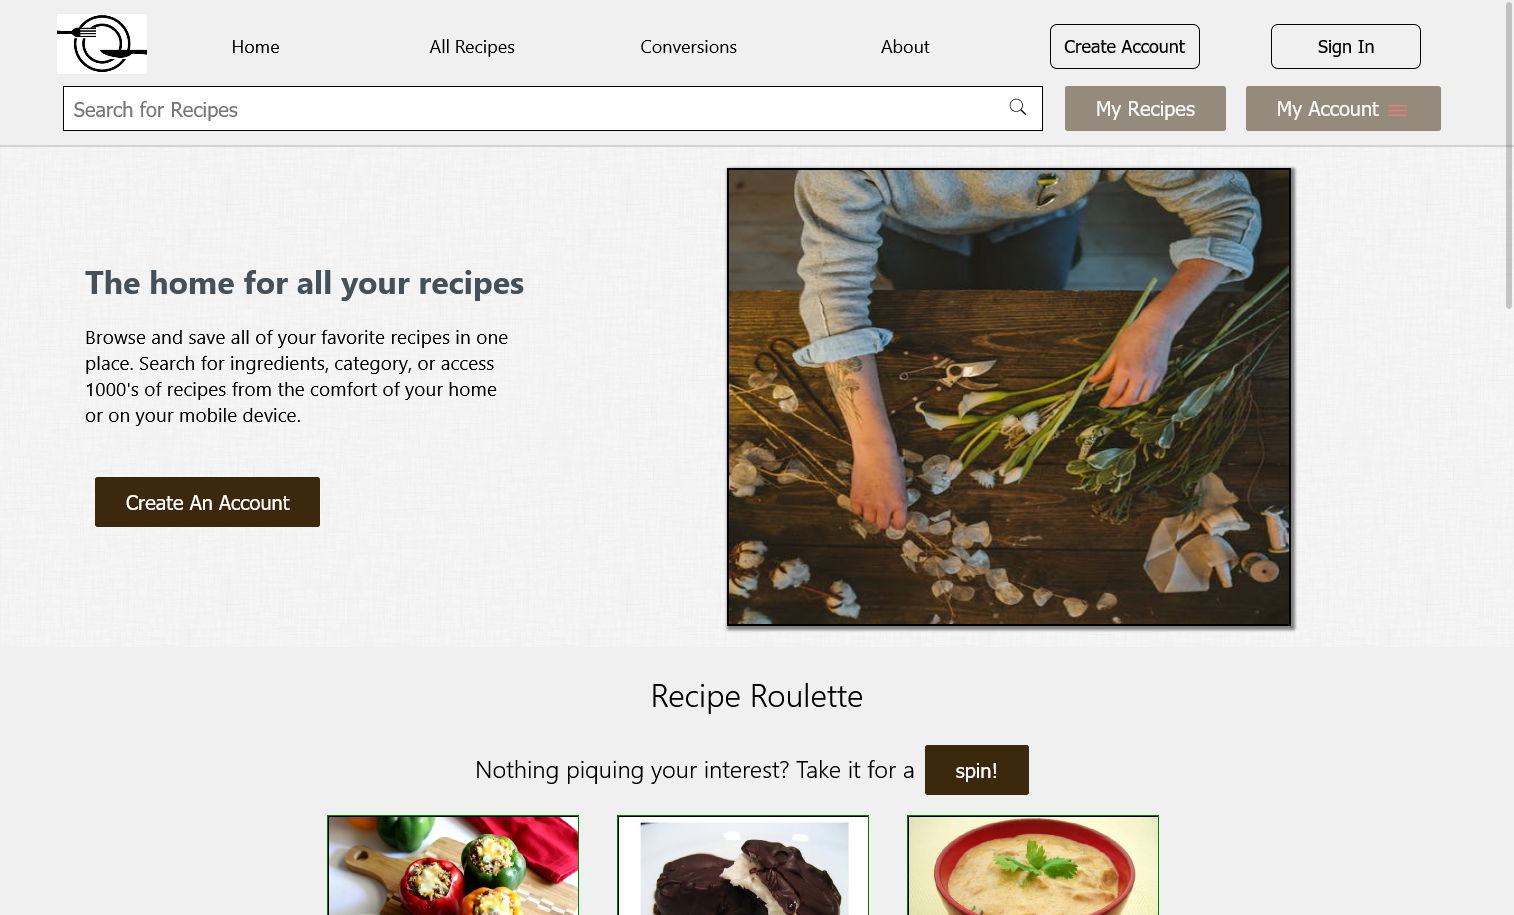 Home
All Recipes
Conversions
About
Create Account
Sign In
Search for Recipes
My Recipes
My Account
The home for all your recipes
Browse and save all of your favorite recipes in one
place. Search for ingredients, category, or access
1000's of recipes from the comfort of your home
or on your mobile device.
Create An Account
Recipe Roulette
Nothing piquing your interest? Take it for a spin!